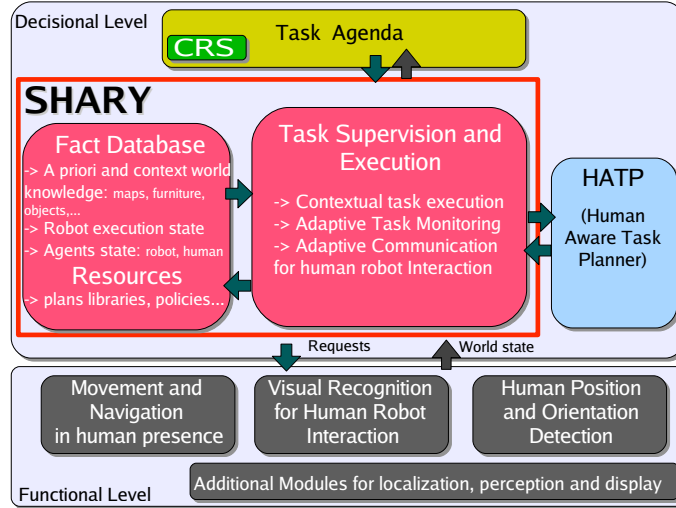 Decisional Level
Task Agenda
CRS
SHARY
Fact Database
-> A priori and context world
knowledge: maps, furniture,
objects,...
-> Robot execution state
-> Agents state: robot, human
Resources
-> plans libraries, policies...
Task Supervision and
Execution
-> Contextual task execution
-> Adaptive Task Monitoring
-> Adaptive Communication
for human robot Interaction
HATP
(Human
Aware Task
Planner)
Requests
World state
Movement and
Navigation
in human presence
Visual Recognition
for Human Robot
Interaction
Human Position
and Orientation
Detection
Additional Modules for localization, perception and display
Functional Level